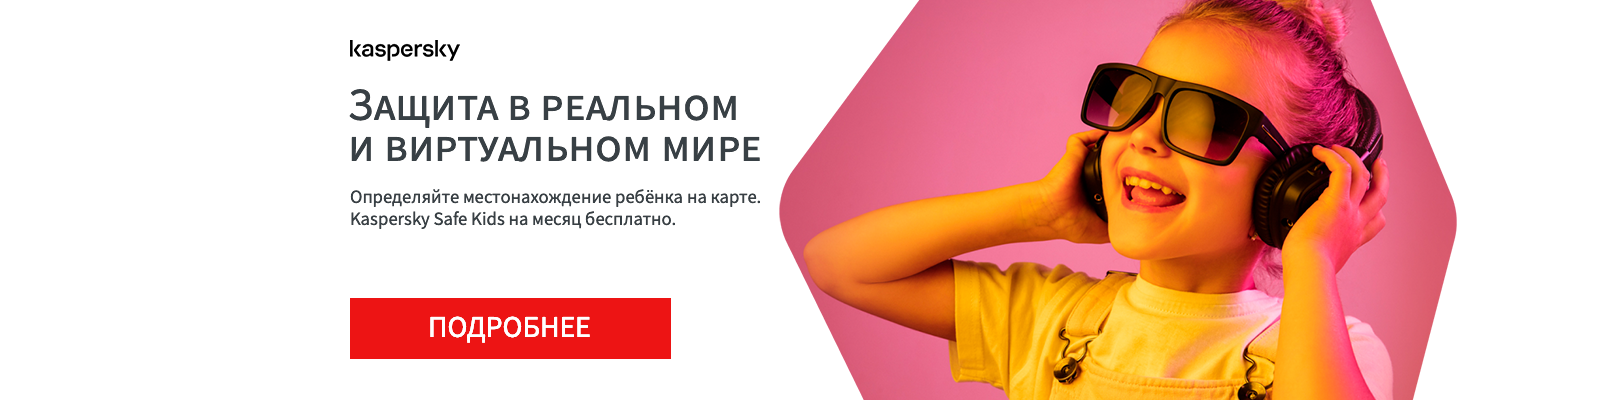 kaspersky
Защита в реальном
и виртуальном мире
Определяйте местонахождение ребёнка на карте.
Kaspersky Safe Kids на месяц бесплатно.
ПОДРОБНЕЕ